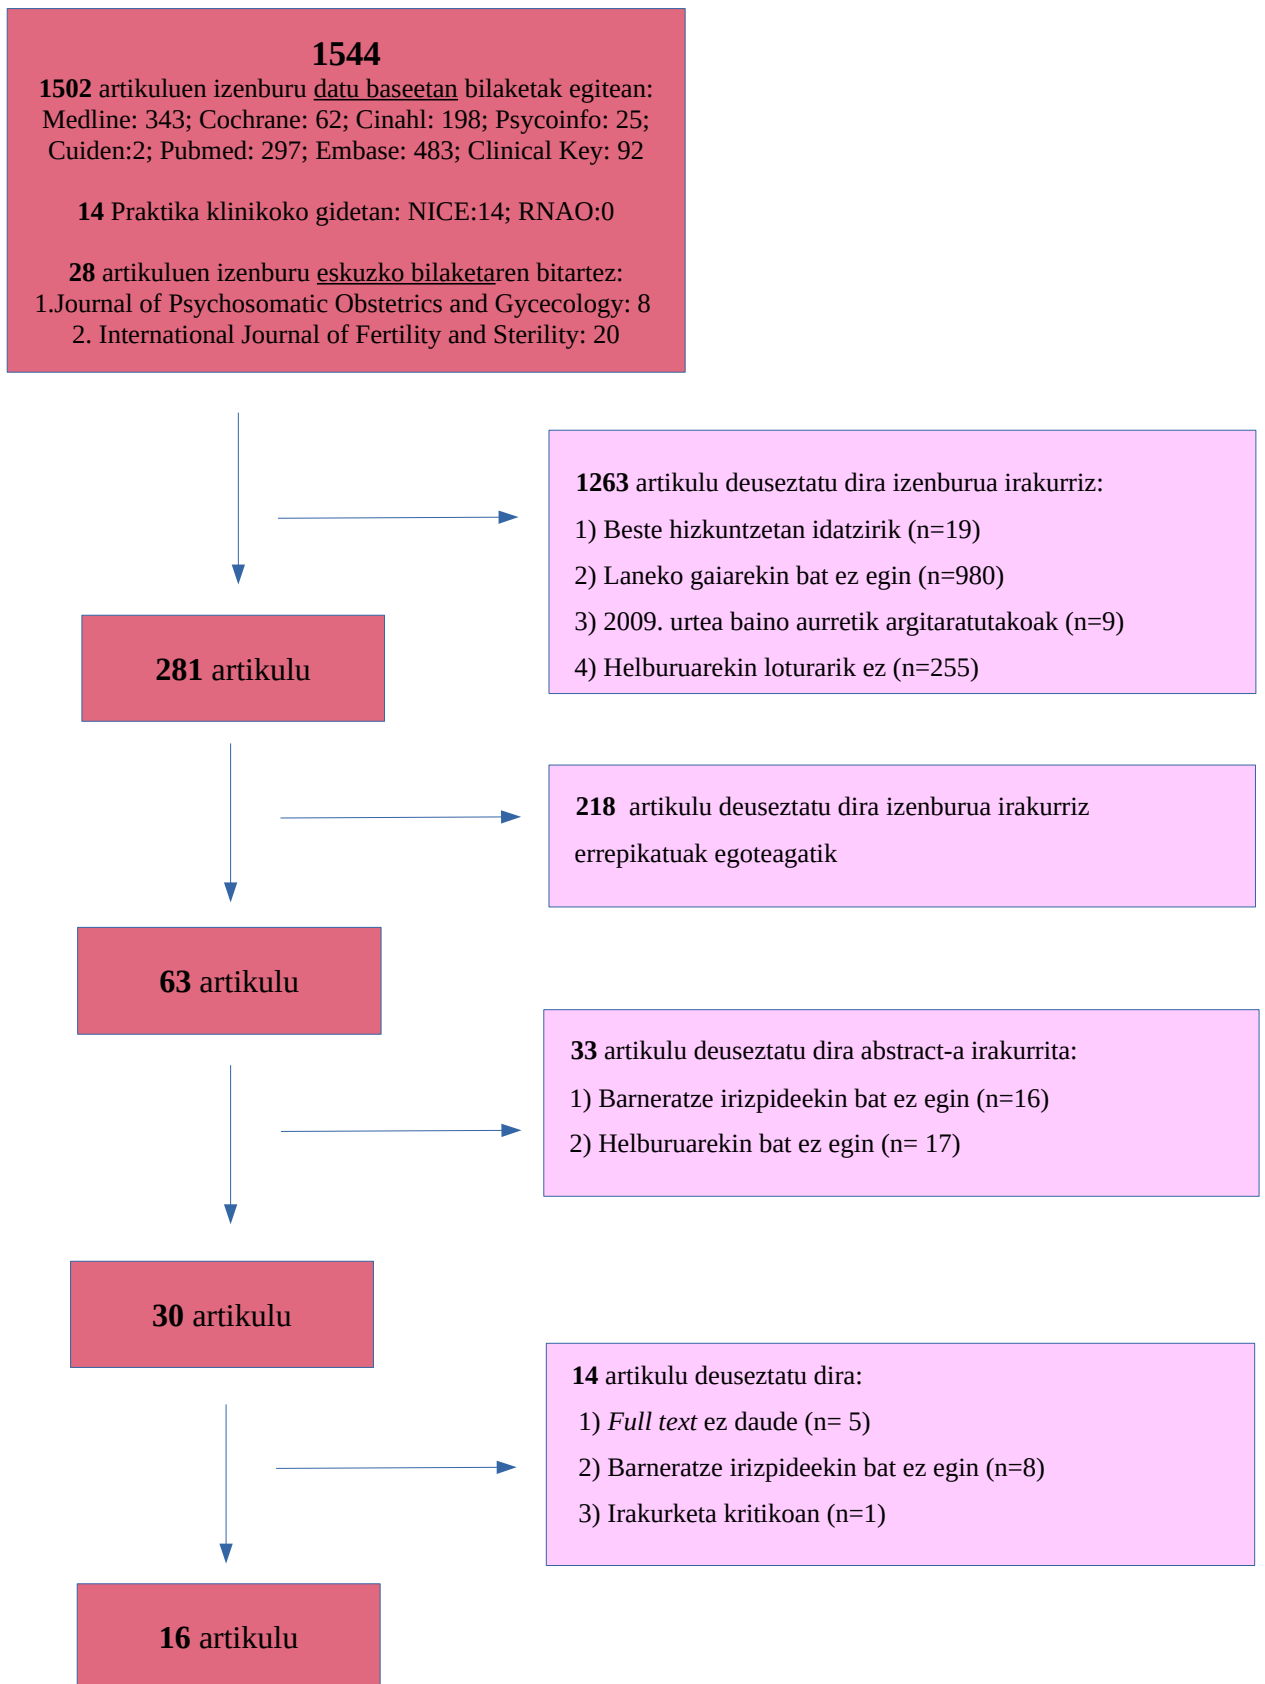 1544
1502 artikuluen izenburu datu baseetan bilaketak egitean:
Medline: 343; Cochrane: 62; Cinahl: 198; Psycoinfo: 25;
Cuiden:2; Pubmed: 297; Embase: 483; Clinical Key: 92
14 Praktika klinikoko gidetan: NICE:14; RNAO:0
28 artikuluen izenburu eskuzko bilaketaren bitartez:
1.Journal of Psychosomatic Obstetrics and Gycecology: 8
2. International Journal of Fertility and Sterility: 20
1263 artikulu deuseztatu dira izenburua irakurriz:
1) Beste hizkuntzetan idatzirik (n=19)
2) Laneko gaiarekin bat ez egin (n=980)
3) 2009. urtea baino aurretik argitaratutakoak (n=9)
4) Helburuarekin loturarik ez (n=255)
281 artikulu
218 artikulu deuseztatu dira izenburua irakurriz
errepikatuak egoteagatik
63 artikulu
33 artikulu deuseztatu dira abstract-a irakurrita:
1) Barneratze irizpideekin bat ez egin (n=16)
2) Helburuarekin bat ez egin (n= 17)
30 artikulu
14 artikulu deuseztatu dira:
1) Full text ez daude (n= 5)
2) Barneratze irizpideekin bat ez egin (n=8)
3) Irakurketa kritikoan (n=1)
16 artikulu